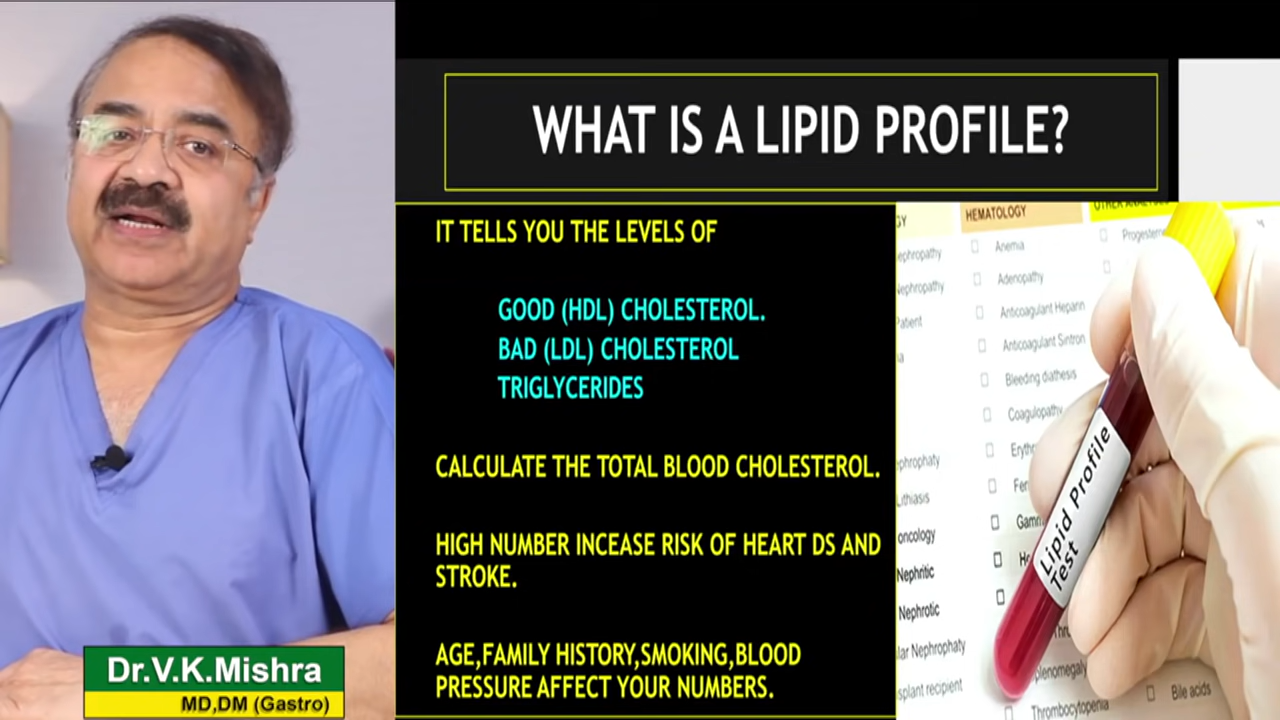 WHAT IS A LIPID PROFILE?
IT TELLS YOU THE LEVELS OF
GOOD (HDL) CHOLESTEROL.
BAD (LDL) CHOLESTEROL
TRIGLYCERIDES
CALCULATE THE TOTAL BLOOD CHOLESTEROL.
HIGH NUMBER INCEASE RISK OF HEART DS AND
STROKE.
AGE,FAMILY HISTORY,SMOKING,BLOOD
PRESSURE AFFECT YOUR NUMBERS.
Dr.V.K.Mishra
MD,DM (Gastro)
HEMATOLOGY
Anemia
Adenopathy
Anticoagulant Heparin
Anticoagulant Sintron
Bleeding diathesis
Coagulopathy
Lipid Profile
Test
oncology
Nephritic
Nephrotic
Thrombocytopenia
Bile acids